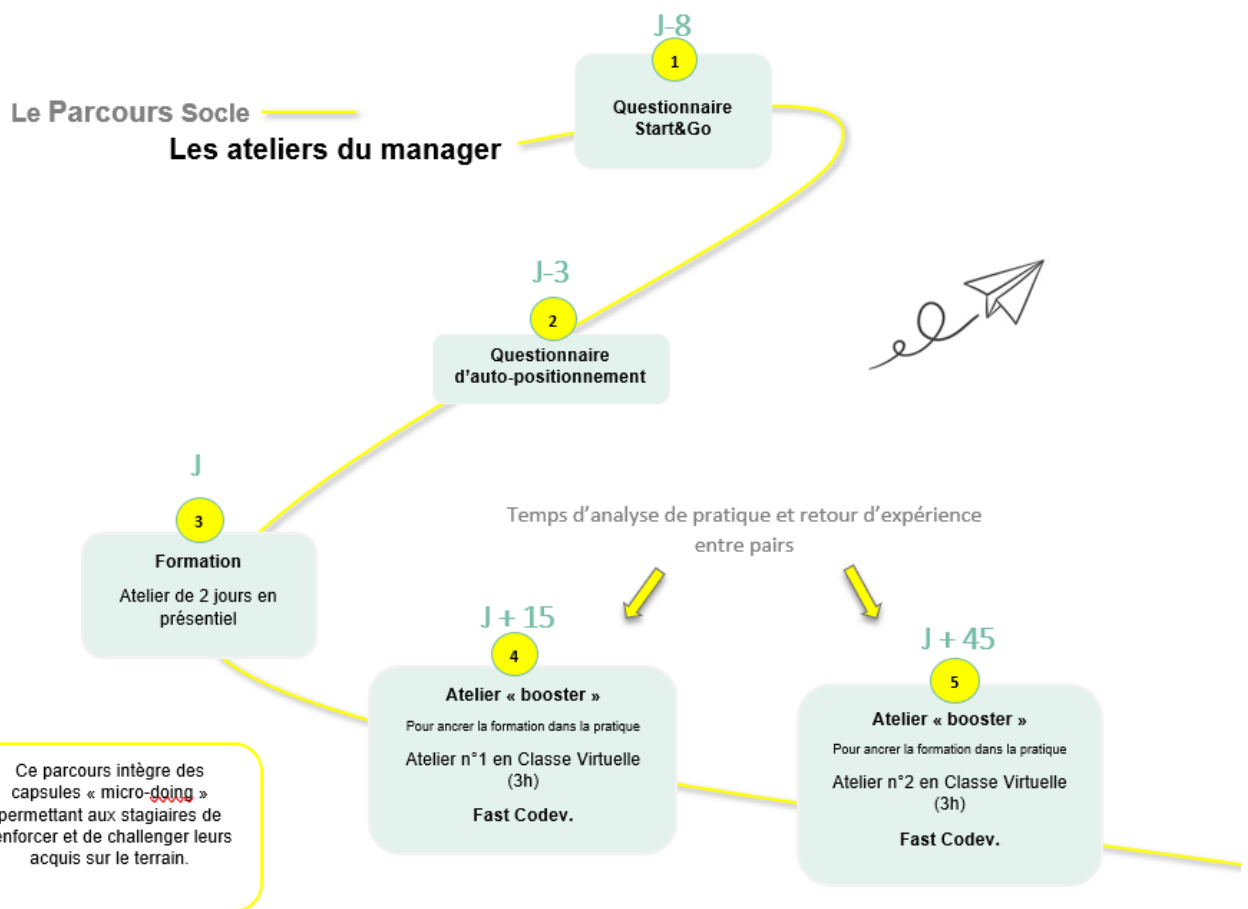 J-8
1
Questionnaire
Start&Go
Le Parcours Socle
Les ateliers du manager
J-3
2
Questionnaire
d’auto-positionnement
J
3
Formation
Atelier de 2 jours en
présentiel
Temps d’analyse de pratique et retour d’expérience
entre pairs
J + 15
4
Atelier « booster »
Pour ancrer la formation dans la pratique
Atelier n°1 en Classe Virtuelle
(3h)
Fast Codev.
J + 45
5
Atelier « booster »
Pour ancrer la formation dans la pratique
Atelier n°2 en Classe Virtuelle
(3h)
Fast Codev.
Ce parcours intègre des
capsules « micro-doing »
permettant aux stagiaires de
enforcer et de challenger leurs
acquis sur le terrain.